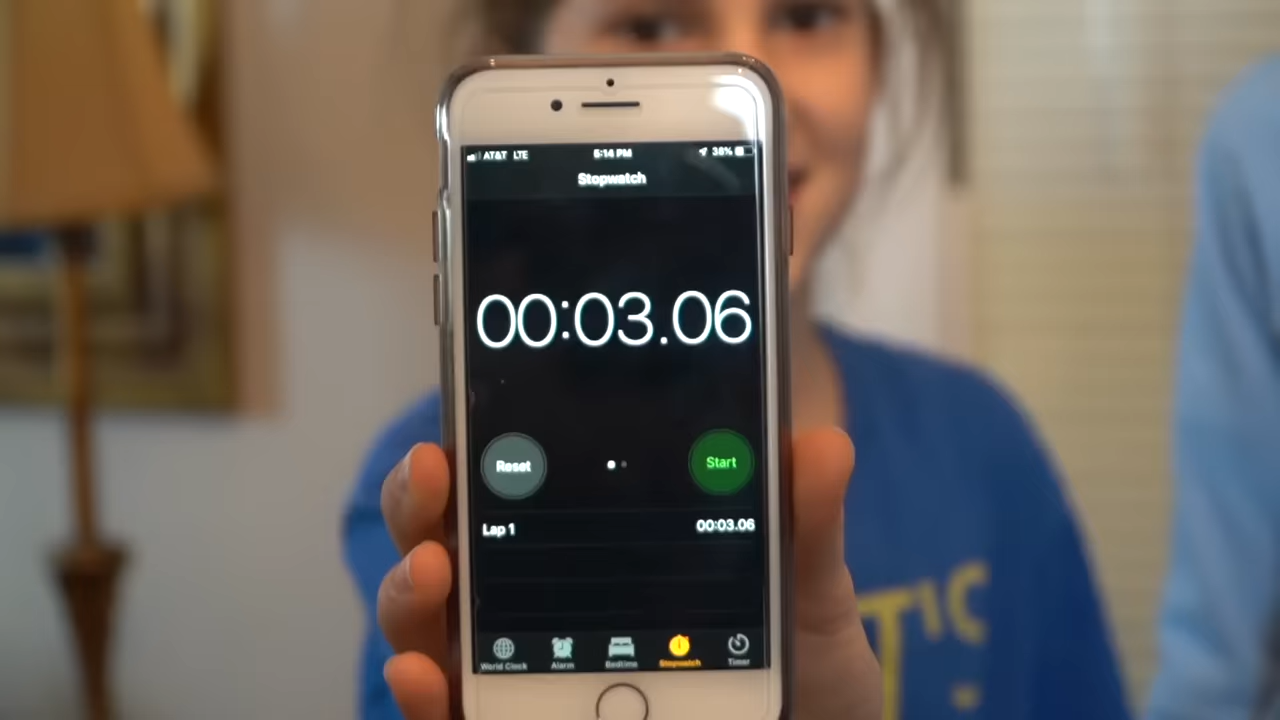 AT&T LTE 5:14 PM 38%
Stopwatch
00:03.06
Reset Start
Lap 1 00:03.06
World Clock Alarm Bedtime Stopwatch Timer